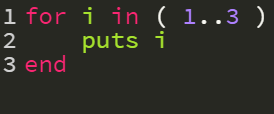 1 for i in ( 1..3 )
2     puts i
3 end